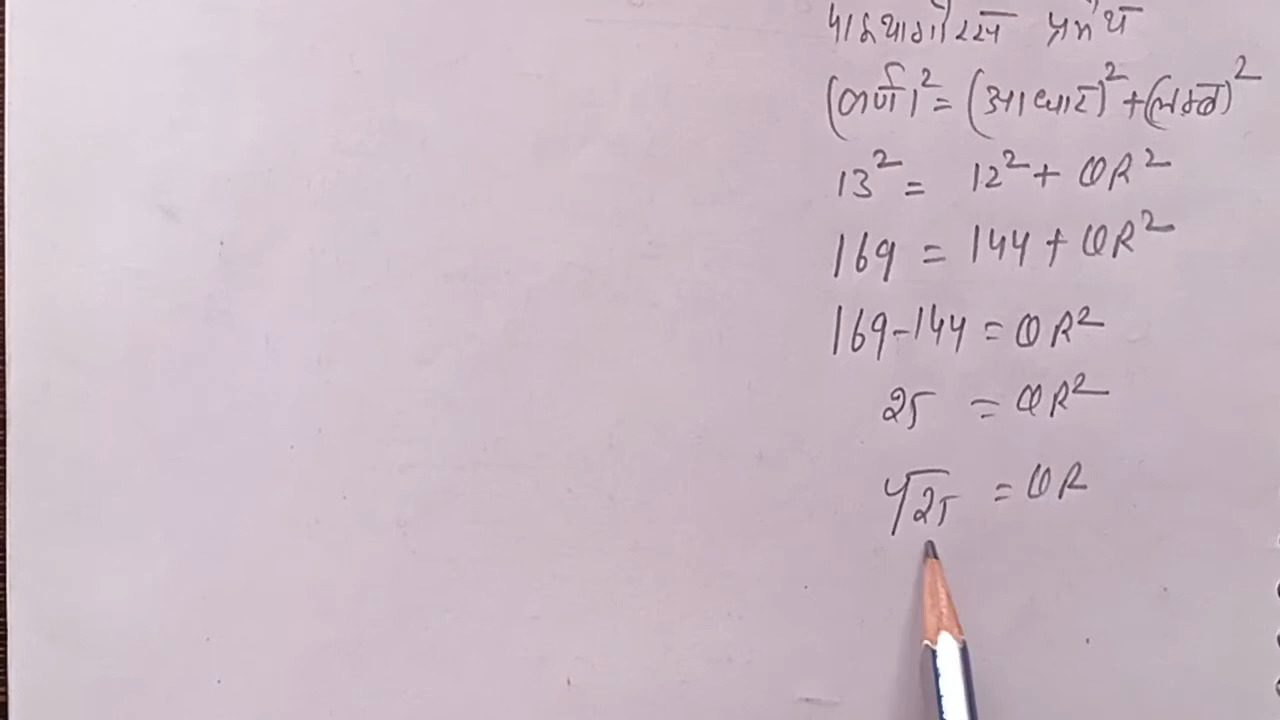 पाइथागोरस प्रमेय
(कर्ण)² = (आधार)² + (लम्ब)²
13² = 12² + QR²
169 = 144 + QR²
169 - 144 = QR²
25 = QR²
√25 = QR